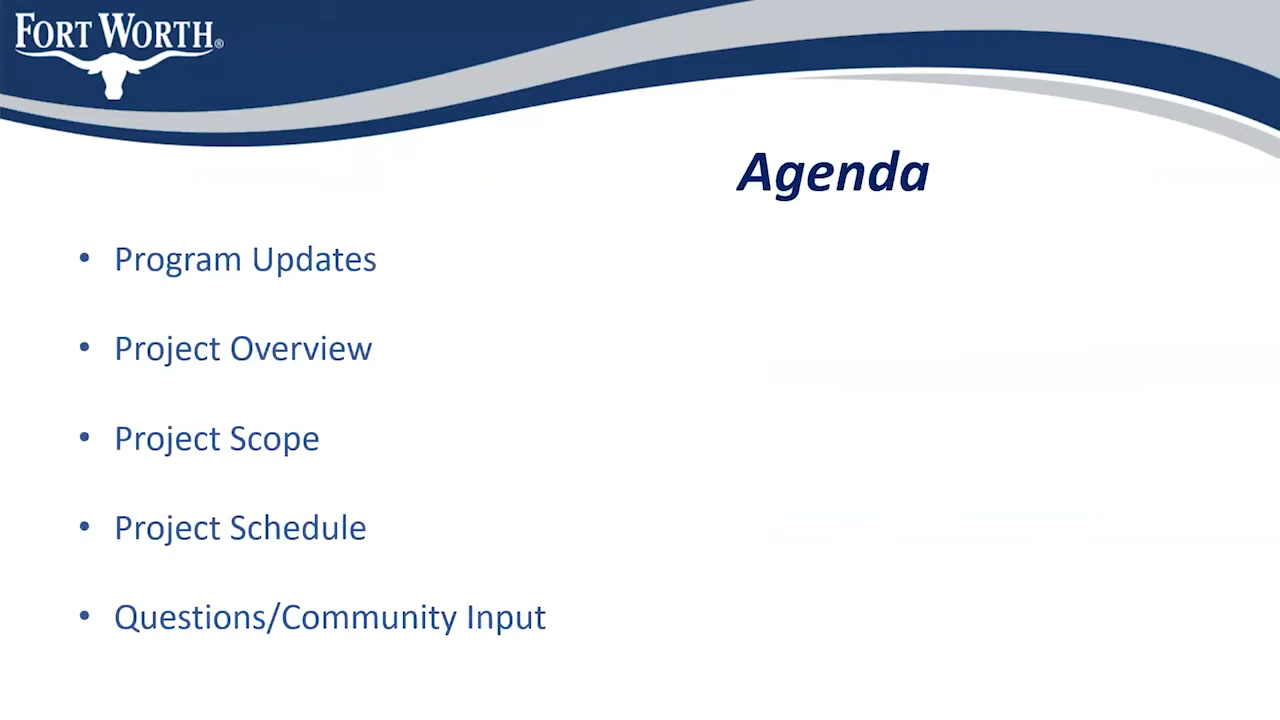 FORT WORTH®
Agenda
• Program Updates
• Project Overview
• Project Scope
• Project Schedule
• Questions/Community Input